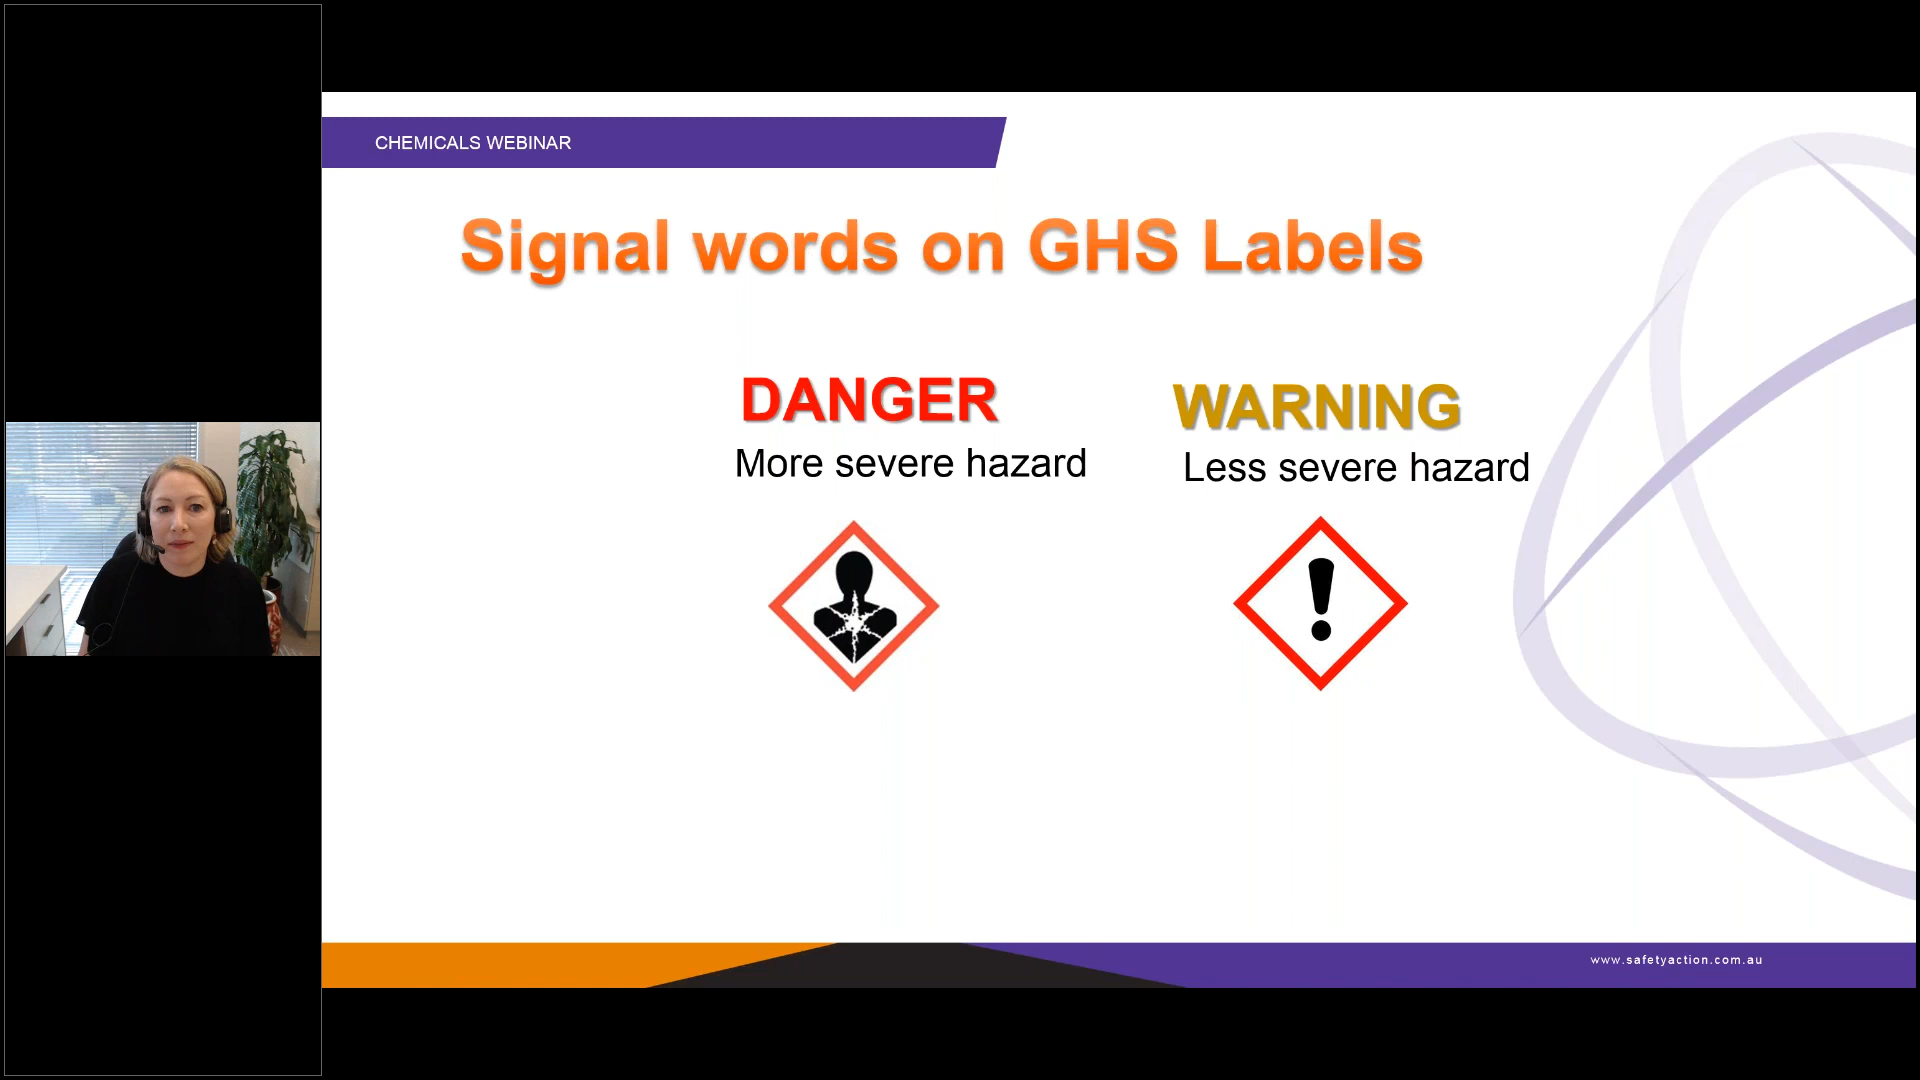 CHEMICALS WEBINAR
Signal words on GHS Labels
DANGER
More severe hazard
WARNING
Less severe hazard
www.safetyaction.com.au